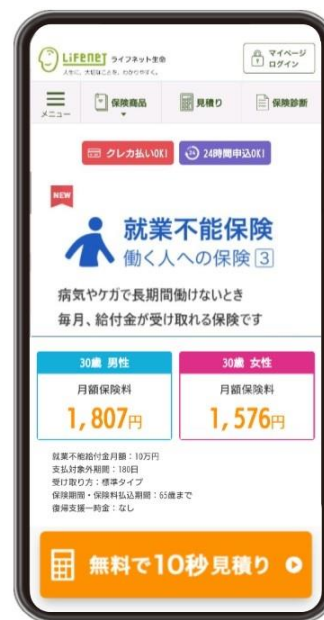 LIFENET ライフネット生命
人生に、大切なことを、わかりやすく。
マイページ
ログイン
メニュー
保険商品
見積り
保険診断
クレカ払いOK!
24時間申込OK!
NEW
就業不能保険
働く人への保険3
病気やケガで長期間働けないとき
毎月、給付金が受け取れる保険です
30歳 男性
月額保険料
1,807円
30歳 女性
月額保険料
1,576円
就業不能給付金月額:10万円
支払対象外期間:180日
受け取り方:標準タイプ
保険期間・保険料払込期間:65歳まで
復帰支援一時金:なし
無料で10秒見積り